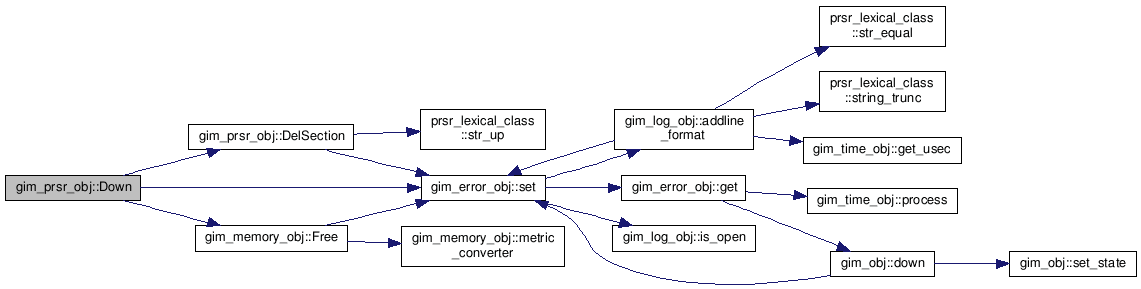 gim_prsr_obj::Down
gim_prsr_obj::DelSection
gim_memory_obj::Free
prsr_lexical_class
::str_up
gim_error_obj::set
gim_memory_obj::metric
_converter
gim_log_obj::addline
_format
gim_error_obj::get
gim_log_obj::is_open
prsr_lexical_class
::str_equal
prsr_lexical_class
::string_trunc
gim_time_obj::get_usec
gim_time_obj::process
gim_obj::down
gim_obj::set_state